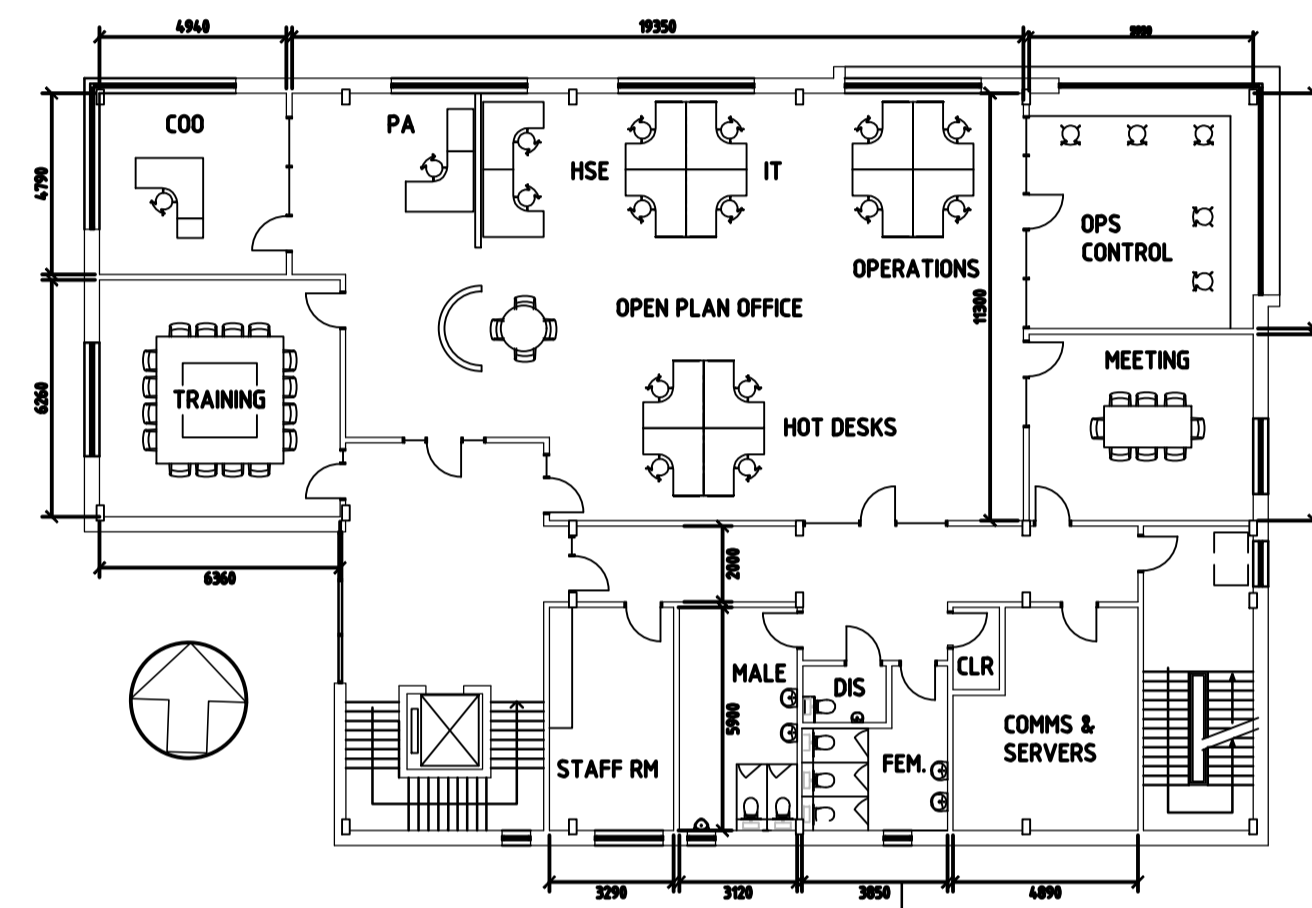 4940
19350
COO
PA
HSE
IT
OPS
CONTROL
4790
OPERATIONS
OPEN PLAN OFFICE
11300
MEETING
TRAINING
6260
HOT DESKS
2000
6360
MALE
DIS
CLR
5900
COMMS &
SERVERS
STAFF RM
FEM.
3290
3120
3850
4890